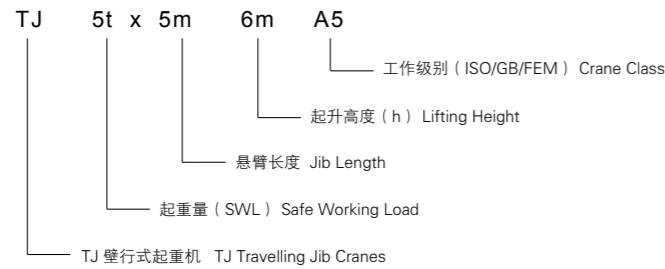 TJ 5t x 5m 6m A5
工作级别（ISO/GB/FEM）Crane Class
起升高度（h）Lifting Height
悬臂长度 Jib Length
起重量（SWL）Safe Working Load
TJ 壁行式起重机 TJ Travelling Jib Cranes